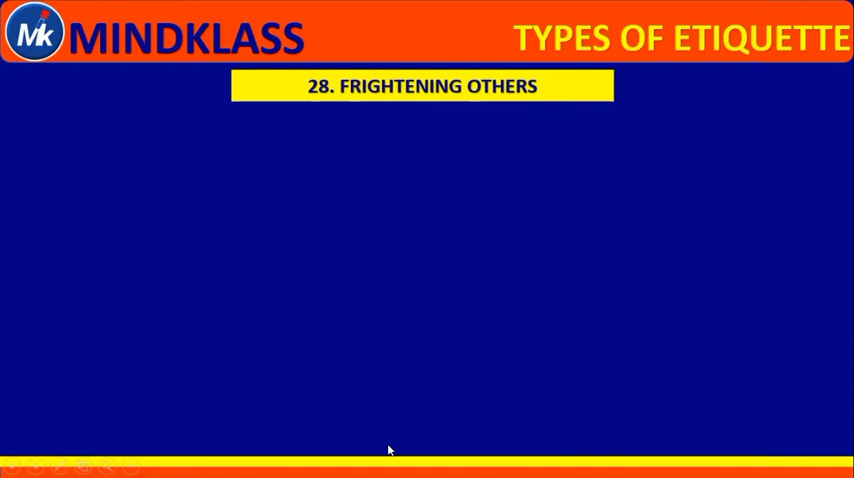 Mk MINDKLASS
TYPES OF ETIQUETTE
28. FRIGHTENING OTHERS